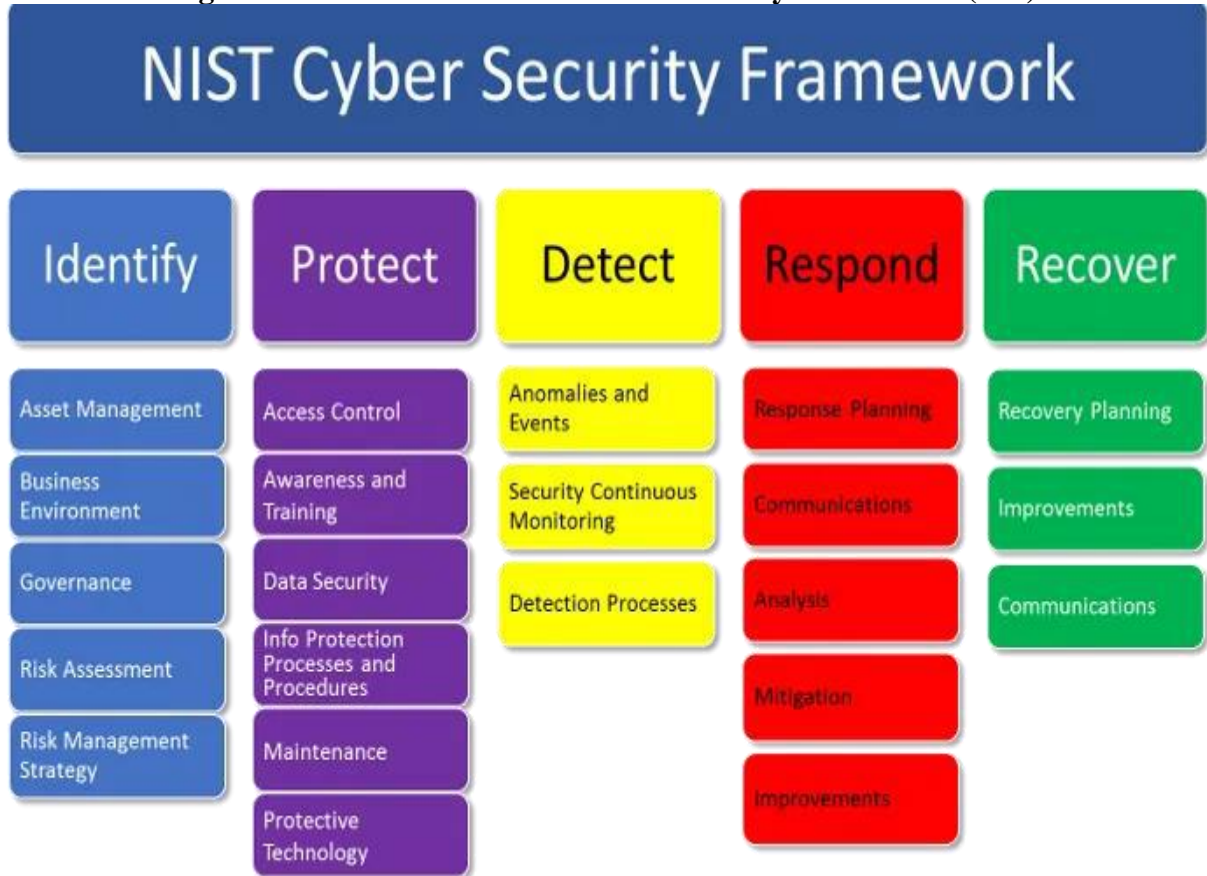 NIST Cyber Security Framework
Identify
Protect
Detect
Respond
Recover
Asset Management
Business
Environment
Governance
Risk Assessment
Risk Management
Strategy
Access Control
Awareness and
Training
Data Security
Info Protection
Processes and
Procedures
Maintenance
Protective
Technology
Anomalies and
Events
Security Continuous
Monitoring
Detection Processes
Response Planning
Communications
Analysis
Mitigation
Improvements
Recovery Planning
Improvements
Communications